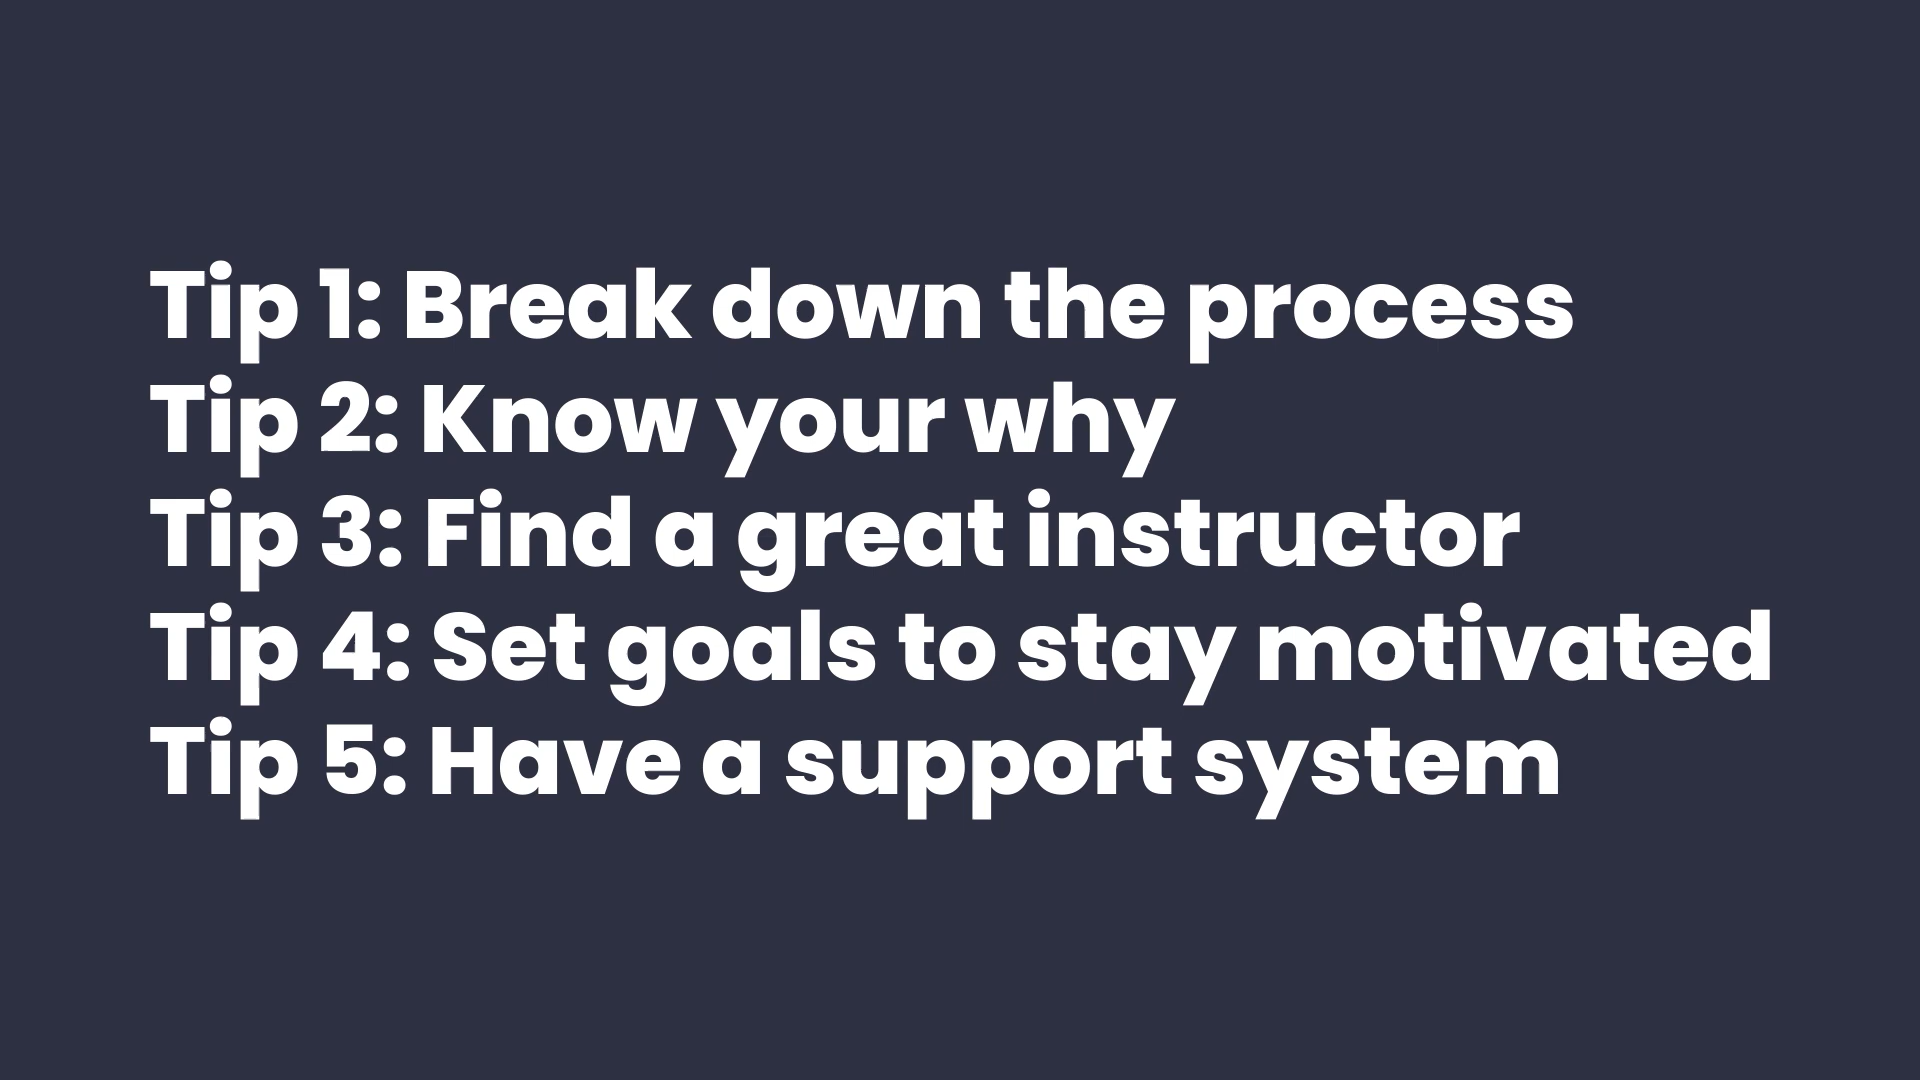 Tip 1: Break down the process
Tip 2: Know your why
Tip 3: Find a great instructor
Tip 4: Set goals to stay motivated
Tip 5: Have a support system